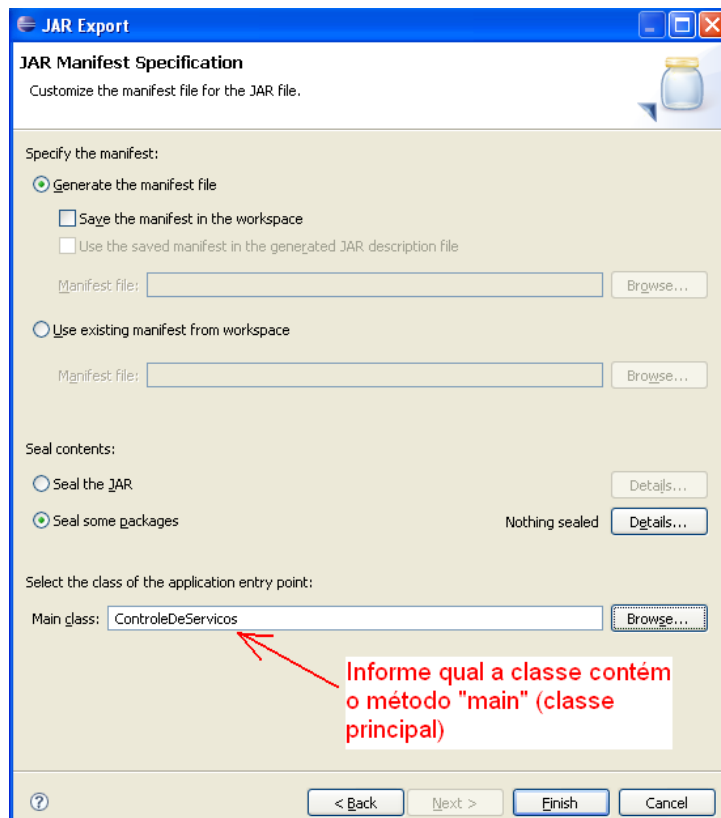 JAR Export
JAR Manifest Specification
Customize the manifest file for the JAR file.
Specify the manifest:
Generate the manifest file
Save the manifest in the workspace
Use the saved manifest in the generated JAR description file
Manifest file: Browse...
Use existing manifest from workspace
Manifest file: Browse...
Seal contents:
Seal the JAR Details...
Seal some packages Nothing sealed Details...
Select the class of the application entry point:
Main class: ControleDeServicos Browse...
Informe qual a classe contém
o método "main" (classe
principal)
? < Back Next > Finish Cancel